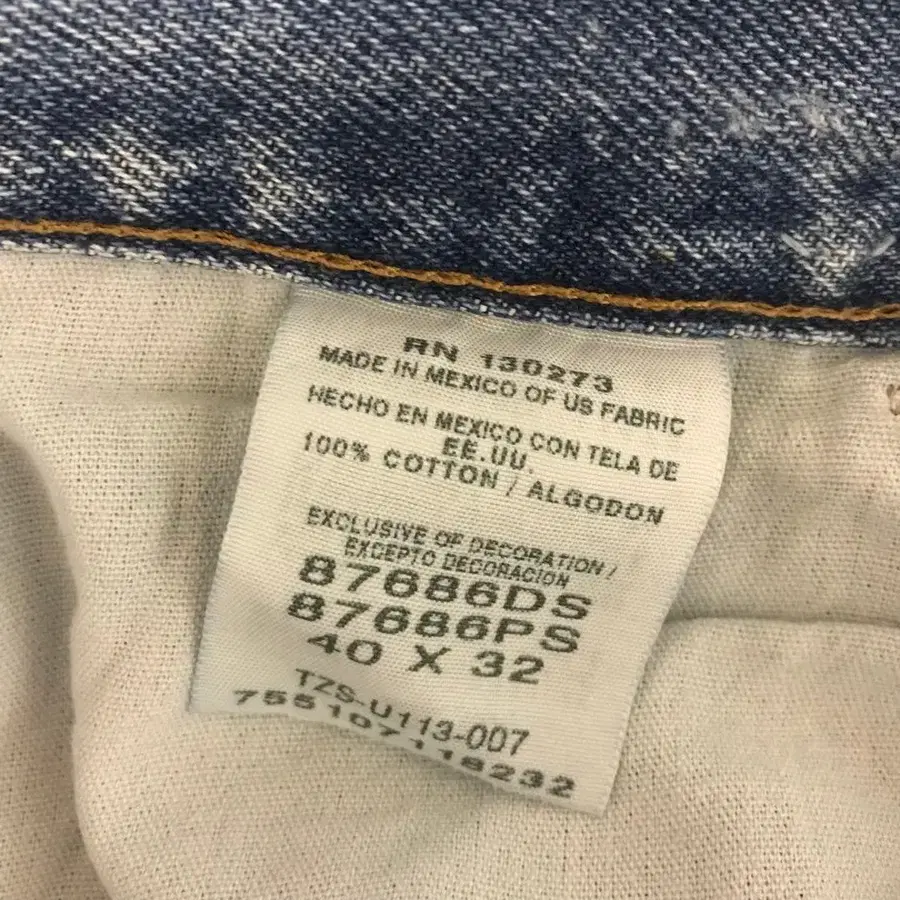 RN 130273
MADE IN MEXICO OF US FABRIC
HECHO EN MEXICO CON TELA DE
EE.UU.
100% COTTON / ALGODON
EXCLUSIVE OF DECORATION /
EXCEPTO DECORACION
87686DS
87686PS
40 X 32
TZS-U113-007
755107118232